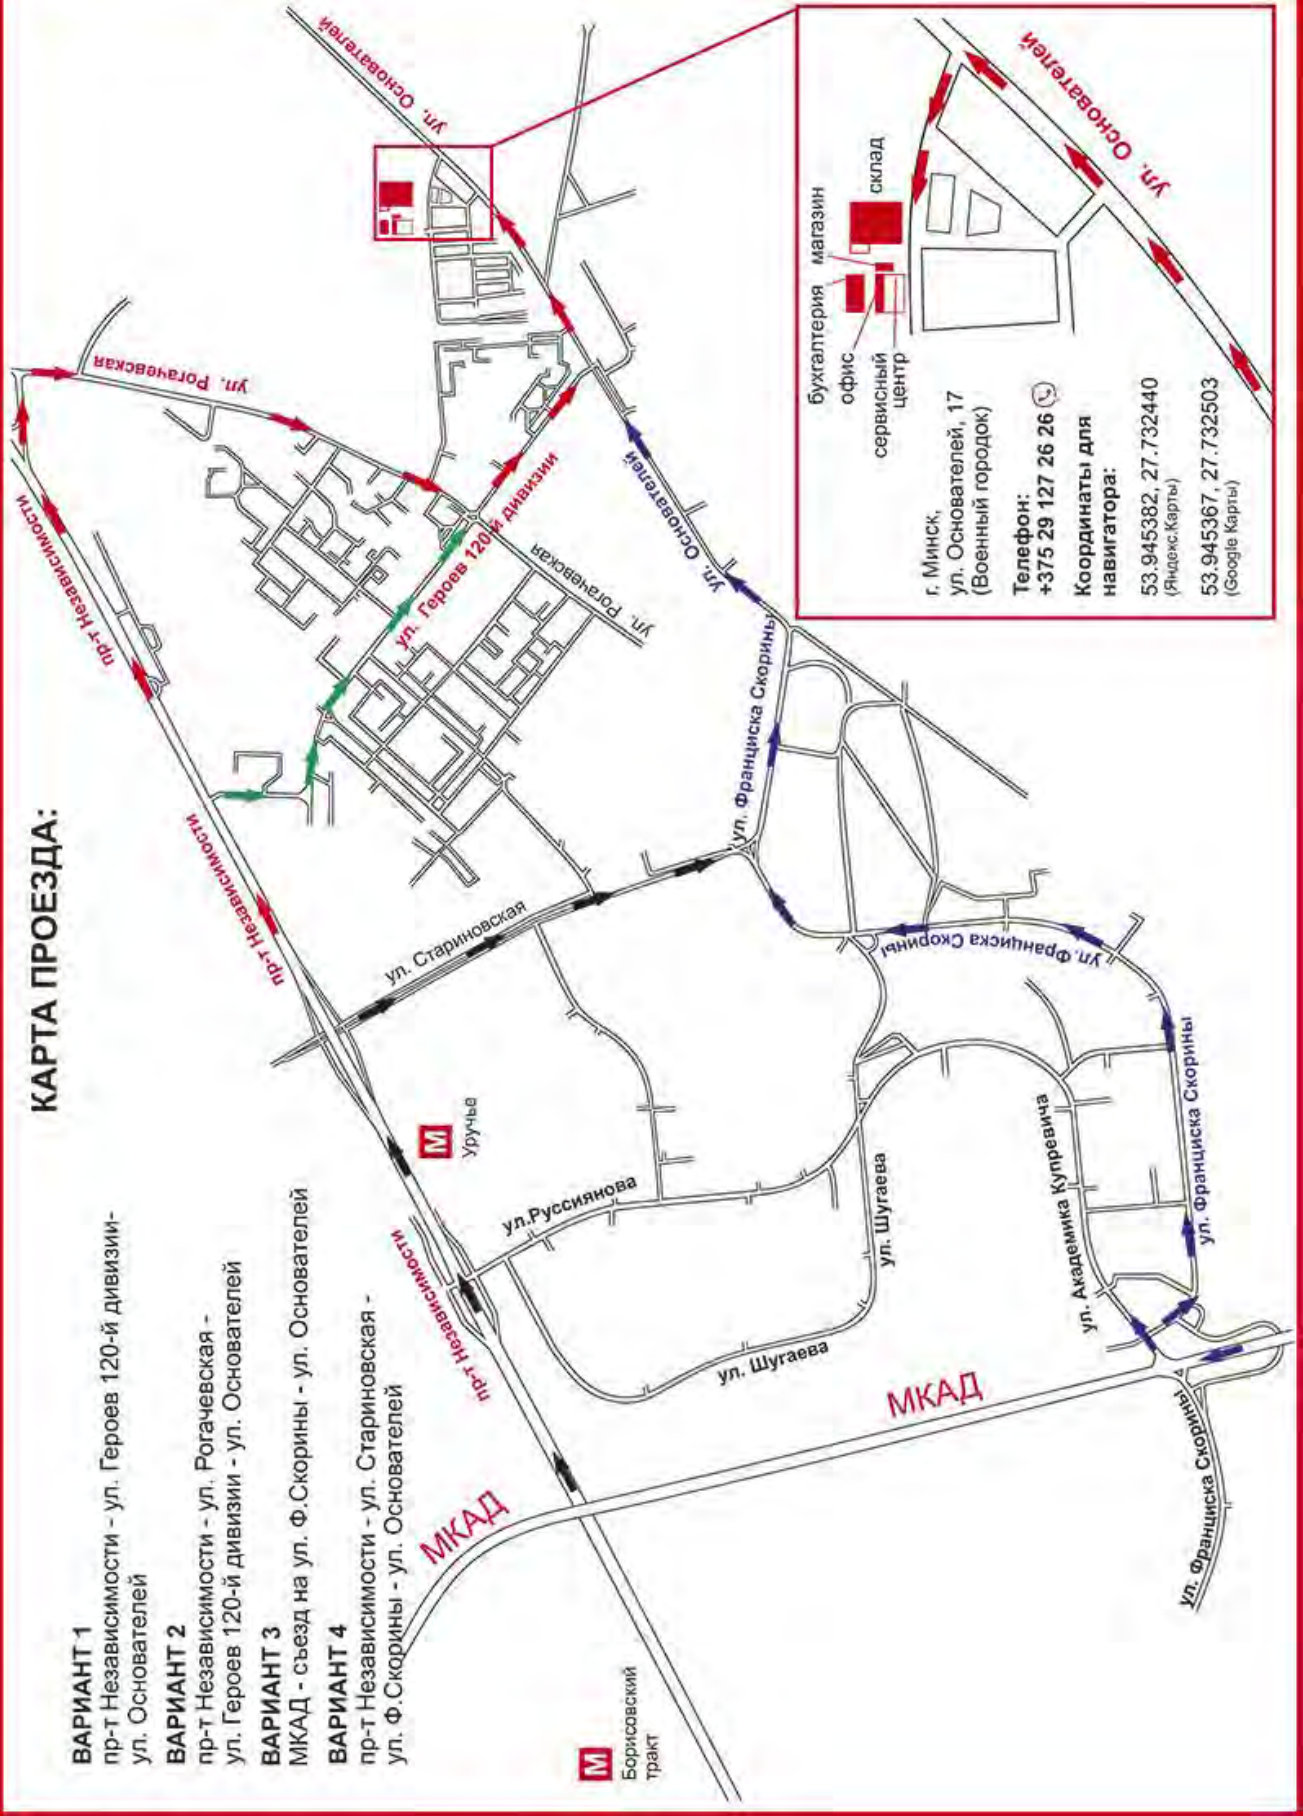 КАРТА ПРОЕЗДА:
ВАРИАНТ 1
пр-т Независимости - ул. Героев 120-й дивизии-
ул. Основателей
ВАРИАНТ 2
пр-т Независимости - ул. Рогачевская -
ул. Героев 120-й дивизии - ул. Основателей
ВАРИАНТ 3
МКАД - съезд на ул. Ф.Скорины - ул. Основателей
ВАРИАНТ 4
пр-т Независимости - ул. Стариновская -
ул. Ф.Скорины - ул. Основателей
М
Борисовский
тракт
МКАД
МКАД
пр-т Независимости
М
Уручье
пр-т Независимости
пр-т Независимости
ул. Рогачевская
ул. Основателей
ул. Героев 120-й дивизии
ул. Рогачевская
ул. Основателей
ул. Стариновская
ул. Франциска Скорины
ул. Франциска Скорины
ул.Руссиянова
ул. Шугаева
ул. Шугаева
ул. Академика Купревича
ул. Франциска Скорины
ул. Франциска Скорины
бухгалтерия
магазин
офис
склад
сервисный
центр
ул. Основателей
ул. Основателей
г. Минск,
ул. Основателей, 17
(Военный городок)
Телефон:
+375 29 127 26 26
Координаты для
навигатора:
53.945382, 27.732440
(Яндекс.Карты)
53.945367, 27.732503
(Google Карты)